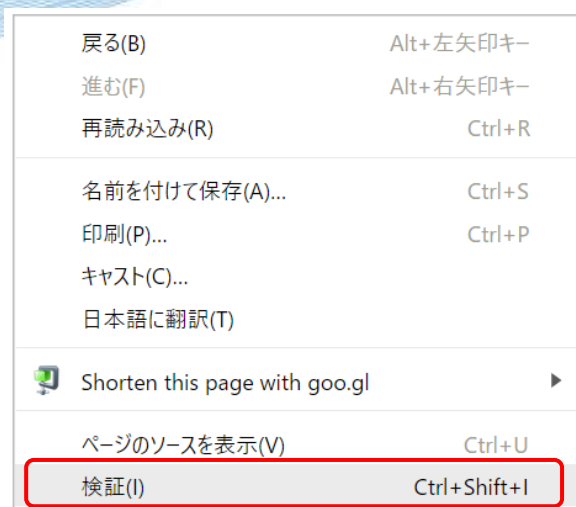 戻る(B) Alt+左矢印キー
進む(F) Alt+右矢印キー
再読み込み(R) Ctrl+R
名前を付けて保存(A)... Ctrl+S
印刷(P)... Ctrl+P
キャスト(C)...
日本語に翻訳(T)
Shorten this page with goo.gl
ページのソースを表示(V) Ctrl+U
検証(I) Ctrl+Shift+I